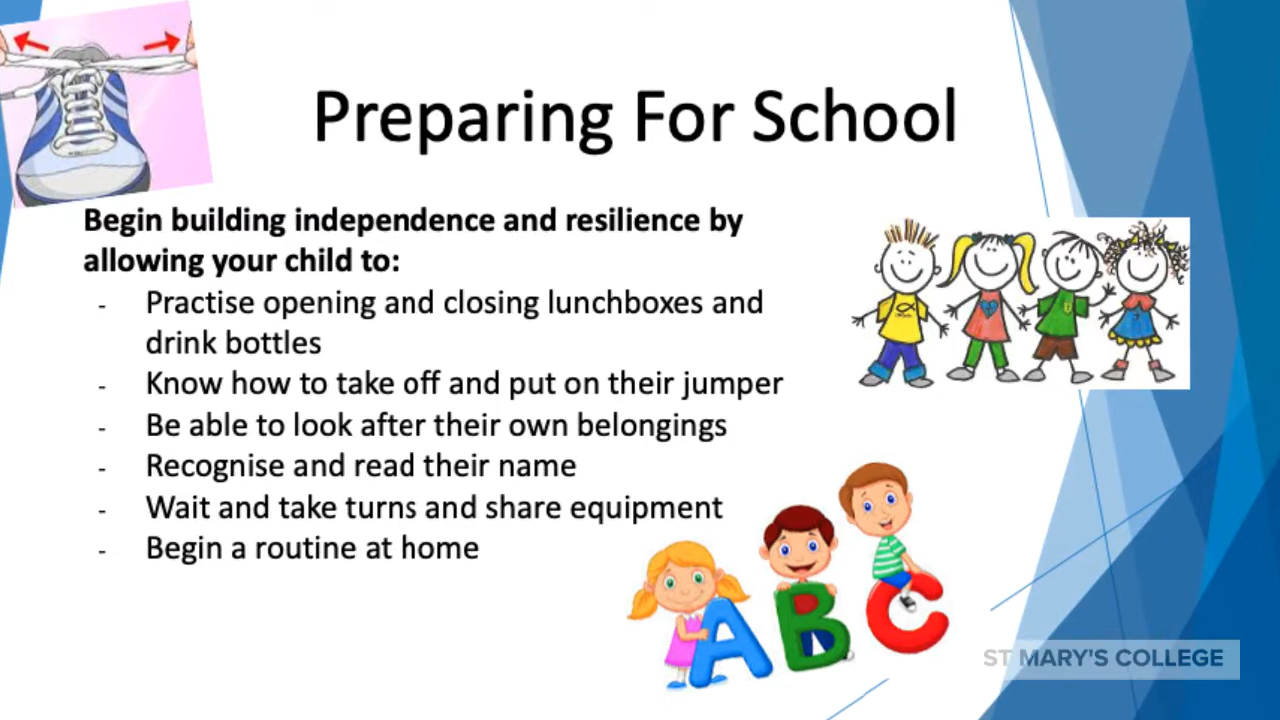 Preparing For School
Begin building independence and resilience by
allowing your child to:
- Practise opening and closing lunchboxes and
drink bottles
- Know how to take off and put on their jumper
- Be able to look after their own belongings
- Recognise and read their name
- Wait and take turns and share equipment
- Begin a routine at home
A B C
ST MARY'S COLLEGE